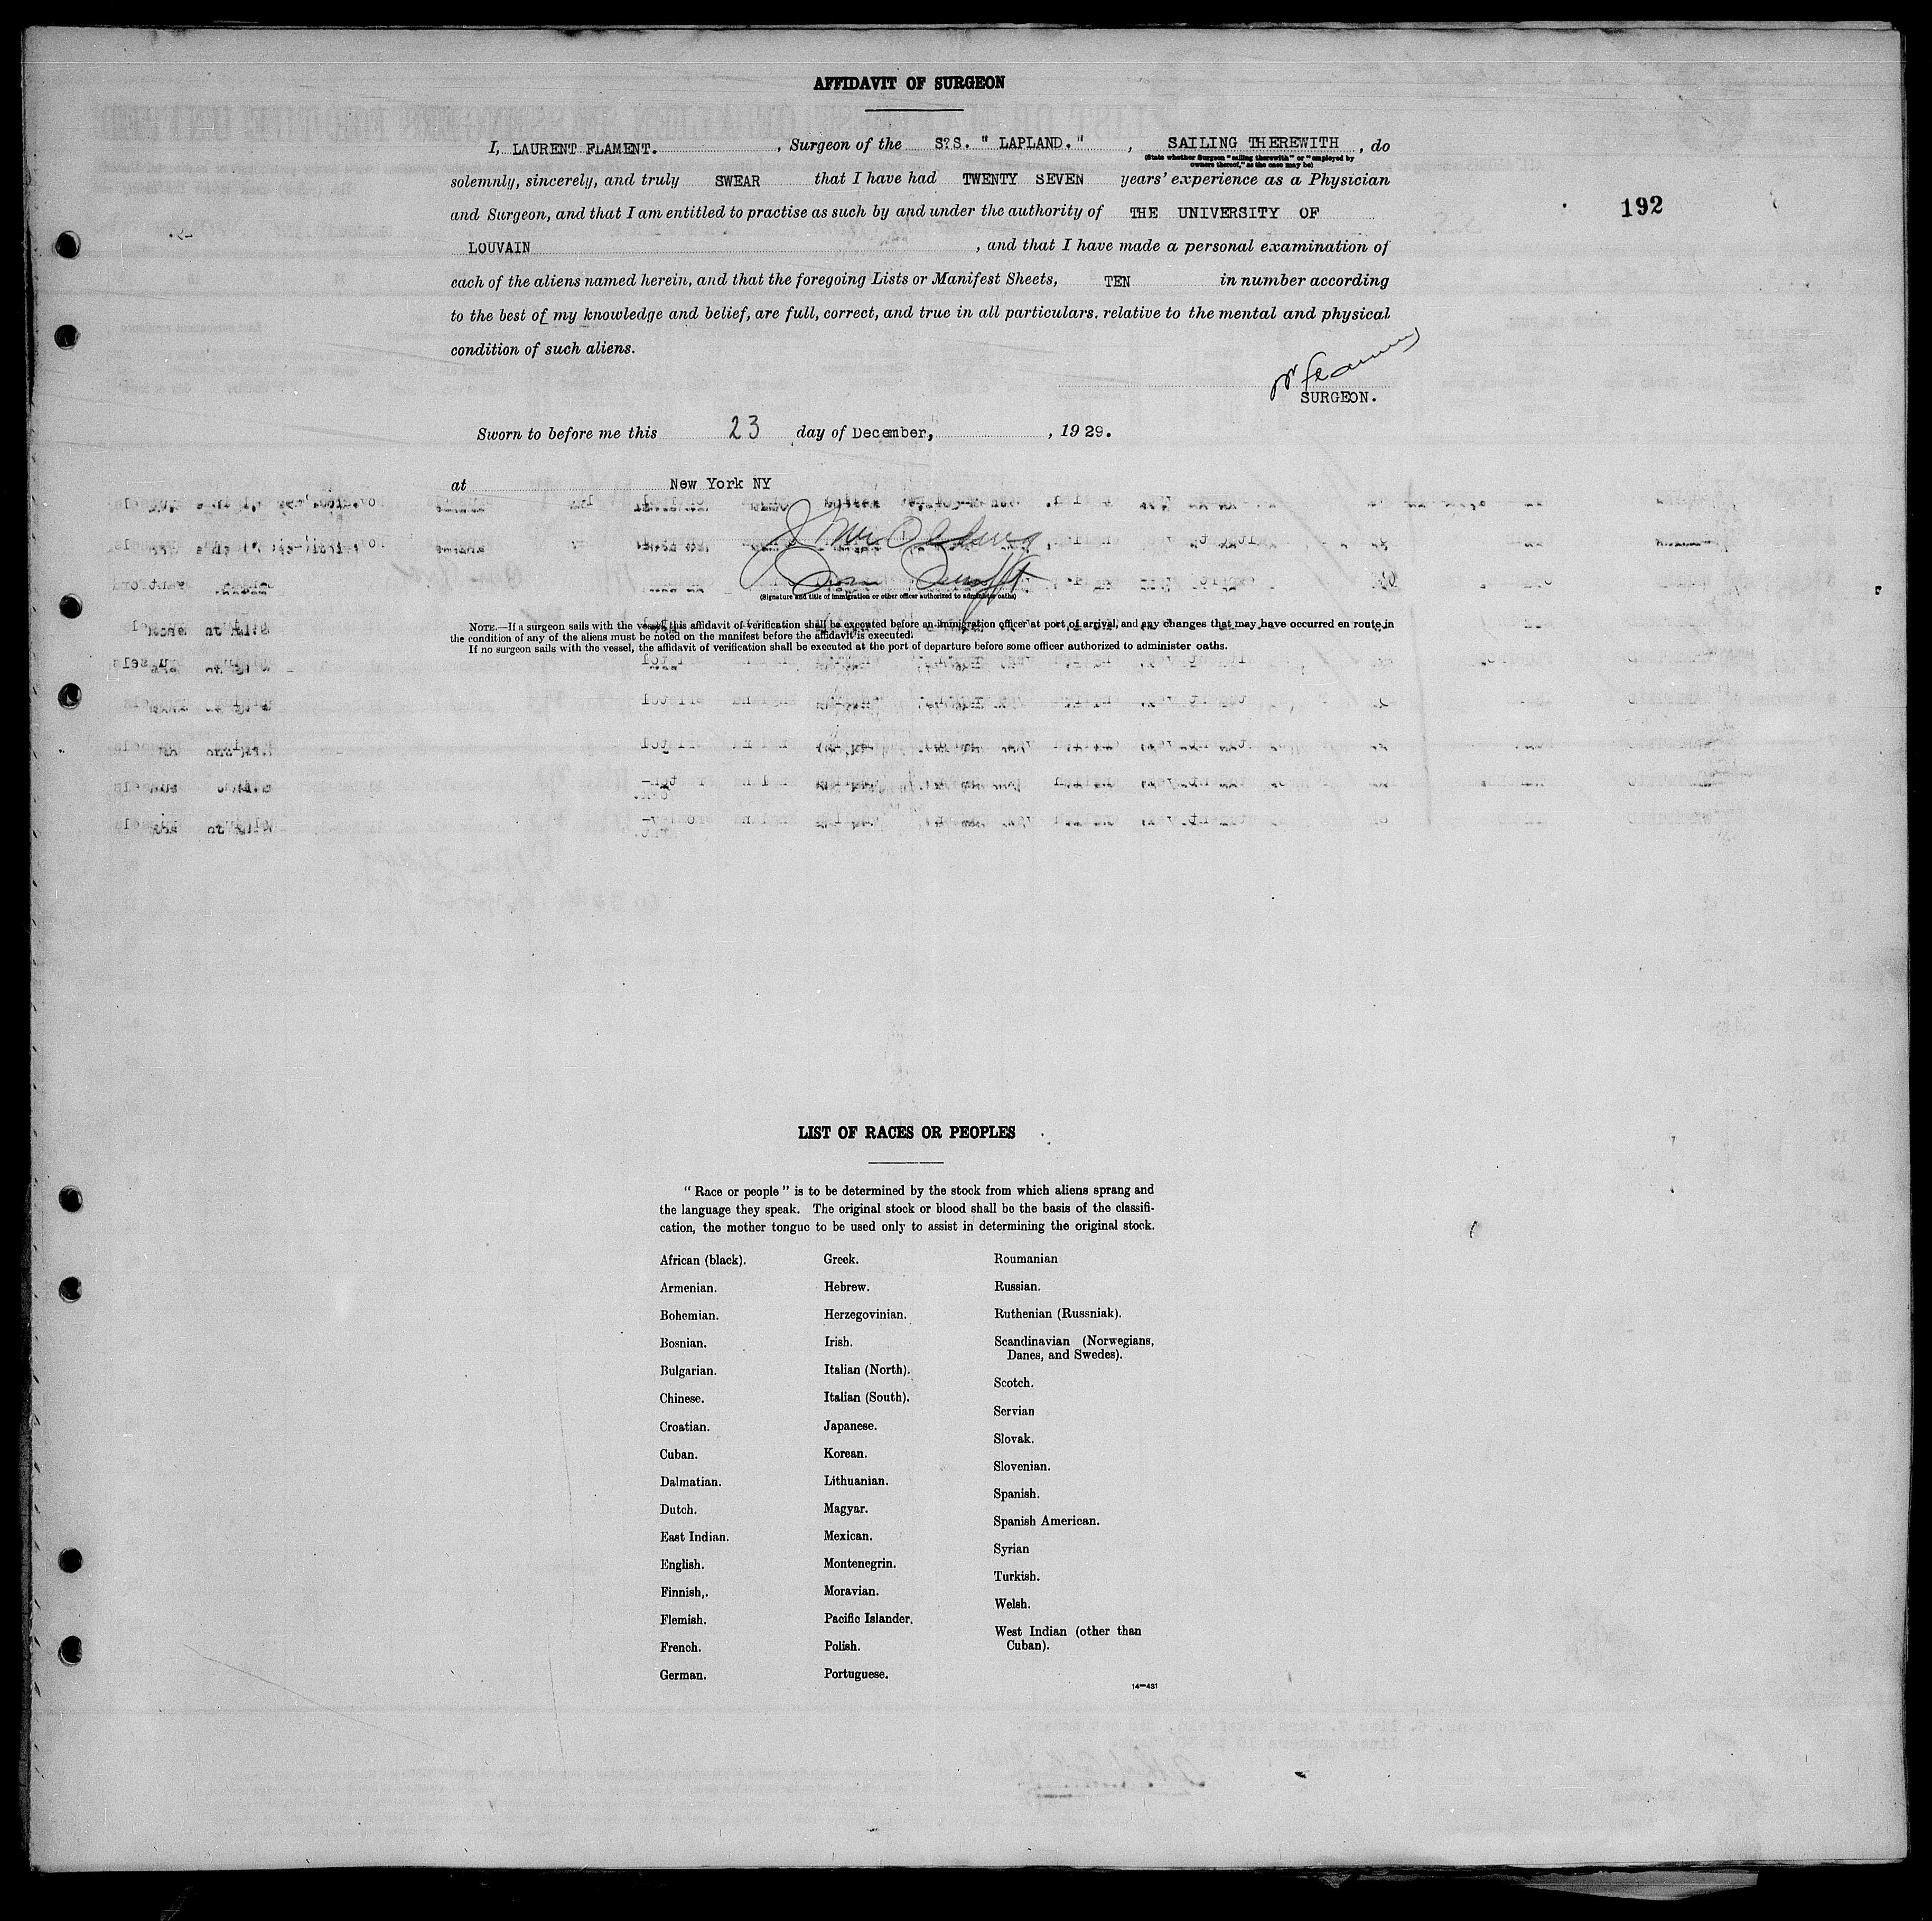 AFFIDAVIT OF SURGEON
I, LAURENT FLAMENT. , Surgeon of the S?S. " LAPLAND. " , SAILING THEREWITH , do
(State whether Surgeon "sailing therewith" or "employed by
owners thereof," as the case may be)
solemnly, sincerely, and truly SWEAR that I have had TWENTY SEVEN years' experience as a Physician
and Surgeon, and that I am entitled to practise as such by and under the authority of THE UNIVERSITY OF
192
LOUVAIN , and that I have made a personal examination of
each of the aliens named herein, and that the foregoing Lists or Manifest Sheets, TEN in number according
to the best of my knowledge and belief, are full, correct, and true in all particulars. relative to the mental and physical
condition of such aliens.
SURGEON.
Sworn to before me this 23 day of December, , 1929.
at New York NY
(Signature and title of immigration or other officer authorized to administer oaths)
NOTE.—If a surgeon sails with the vessel, this affidavit of verification shall be executed before an immigration officer at port of arrival, and any changes that may have occurred en route in
the condition of any of the aliens must be noted on the manifest before the affidavit is executed.
If no surgeon sails with the vessel, the affidavit of verification shall be executed at the port of departure before some officer authorized to administer oaths.
LIST OF RACES OR PEOPLES
"Race or people" is to be determined by the stock from which aliens sprang and
the language they speak. The original stock or blood shall be the basis of the classifi-
cation, the mother tongue to be used only to assist in determining the original stock.
African (black).
Armenian.
Bohemian.
Bosnian.
Bulgarian.
Chinese.
Croatian.
Cuban.
Dalmatian.
Dutch.
East Indian.
English.
Finnish.
Flemish.
French.
German.
Greek.
Hebrew.
Herzegovinian.
Irish.
Italian (North).
Italian (South).
Japanese.
Korean.
Lithuanian.
Magyar.
Mexican.
Montenegrin.
Moravian.
Pacific Islander.
Polish.
Portuguese.
Roumanian
Russian.
Ruthenian (Russniak).
Scandinavian (Norwegians,
Danes, and Swedes).
Scotch.
Servian
Slovak.
Slovenian.
Spanish.
Spanish American.
Syrian
Turkish.
Welsh.
West Indian (other than
Cuban).
14—431